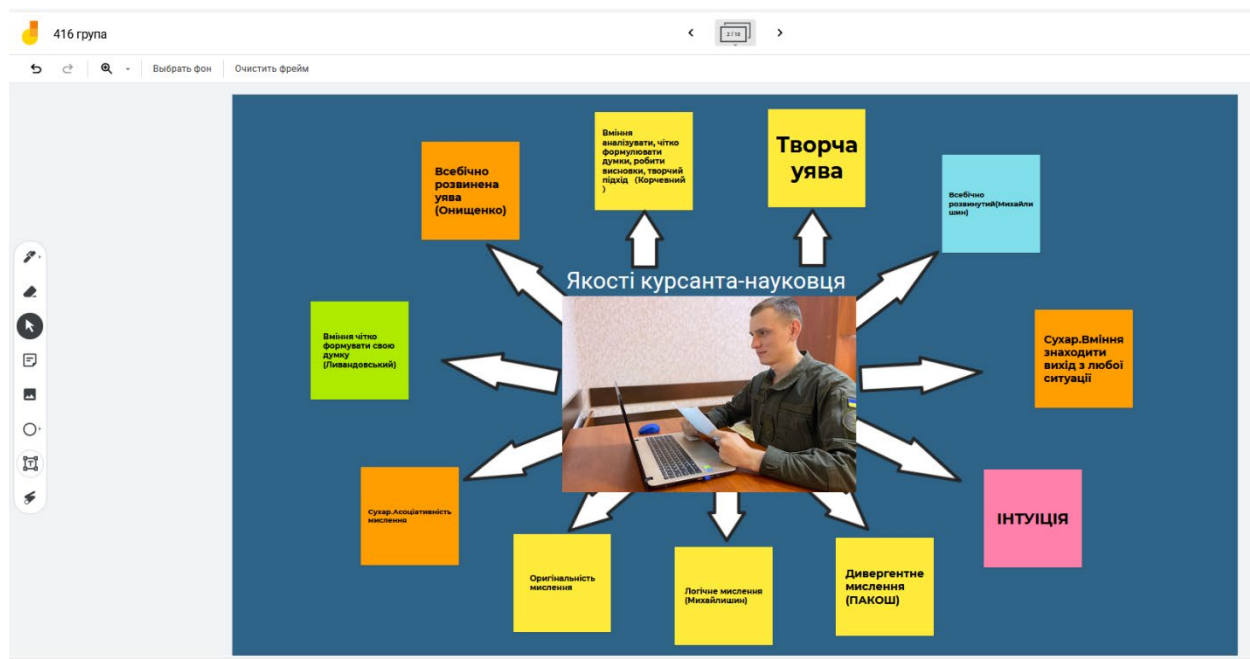 416 група
2 / 12
Выбрать фон
Очистить фрейм
Всебічно
розвинена
уява
(Онищенко)
Вміння
аналізувати, чітко
формулювати
думки, робити
висновки, творчий
підхід (Корчевний
)
Творча
уява
Всебічно
розвинутий(Михайли
шин)
Якості курсанта-науковця
Вміння чітко
формувати свою
думку
(Ливандовський)
Сухар.Вміння
знаходити
вихід з любої
ситуації
Сухар.Асоціативність
мислення
ІНТУІЦІЯ
Оригінальність
мислення
Логічне мислення
(Михайлишин)
Дивергентне
мислення
(ПАКОШ)